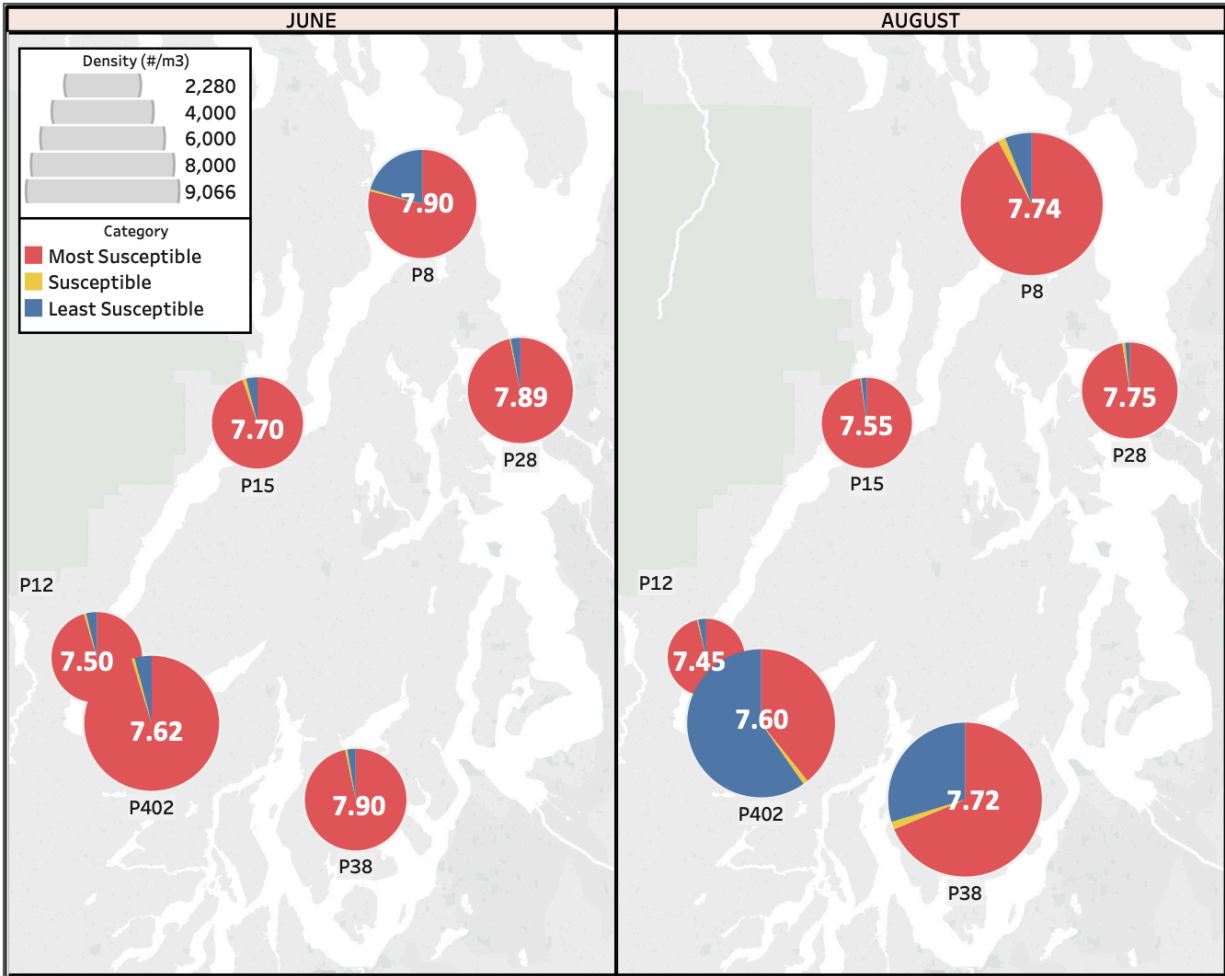 JUNE
AUGUST
Density (#/m3)
2,280
4,000
6,000
8,000
9,066
Category
Most Susceptible
Susceptible
Least Susceptible
7.90
P8
7.89
P28
7.70
P15
P12
7.50
7.62
P402
7.90
P38
7.74
P8
7.75
P28
7.55
P15
P12
7.45
7.60
P402
7.72
P38